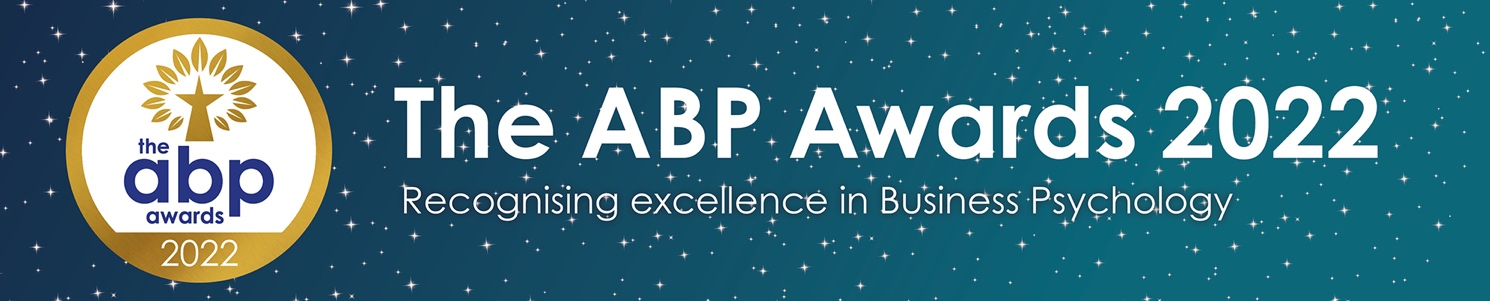 the
abp
awards
2022
The ABP Awards 2022
Recognising excellence in Business Psychology